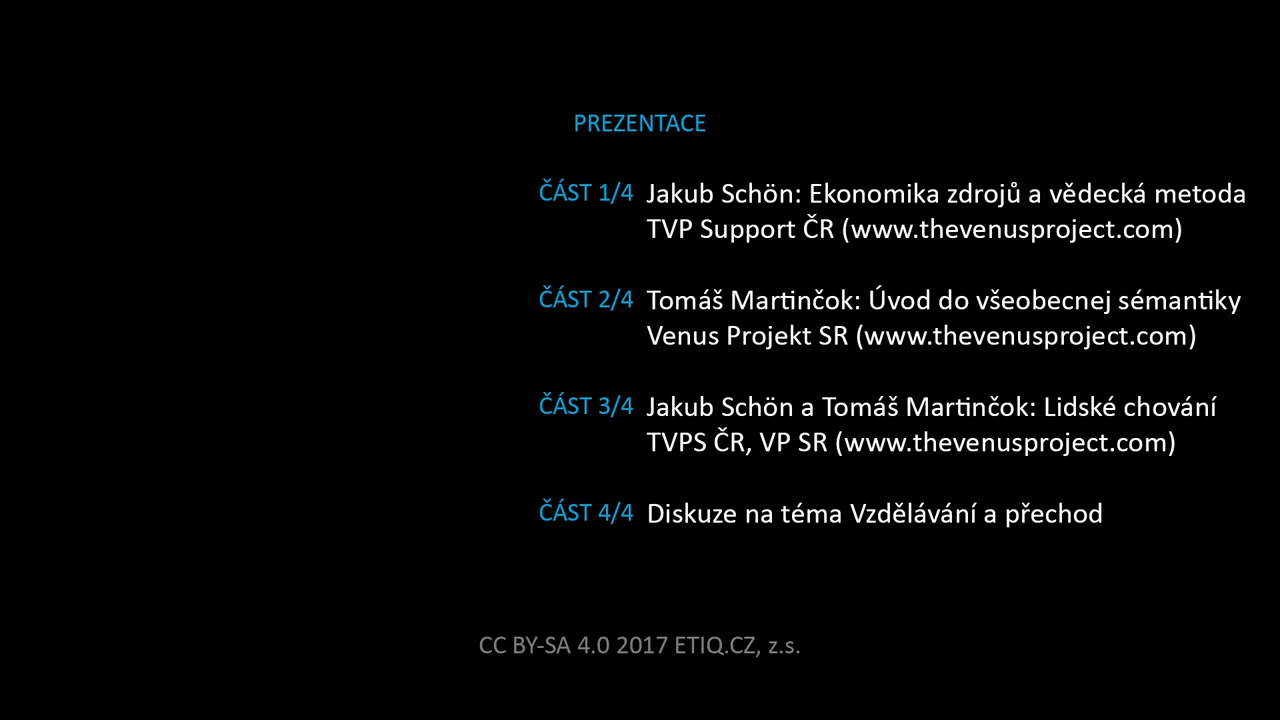 PREZENTACE
ČÁST 1/4 Jakub Schön: Ekonomika zdrojů a vědecká metoda
TVP Support ČR (www.thevenusproject.com)
ČÁST 2/4 Tomáš Martinčok: Úvod do všeobecnej sémantiky
Venus Projekt SR (www.thevenusproject.com)
ČÁST 3/4 Jakub Schön a Tomáš Martinčok: Lidské chování
TVPS ČR, VP SR (www.thevenusproject.com)
ČÁST 4/4 Diskuze na téma Vzdělávání a přechod
CC BY-SA 4.0 2017 ETIQ.CZ, z.s.